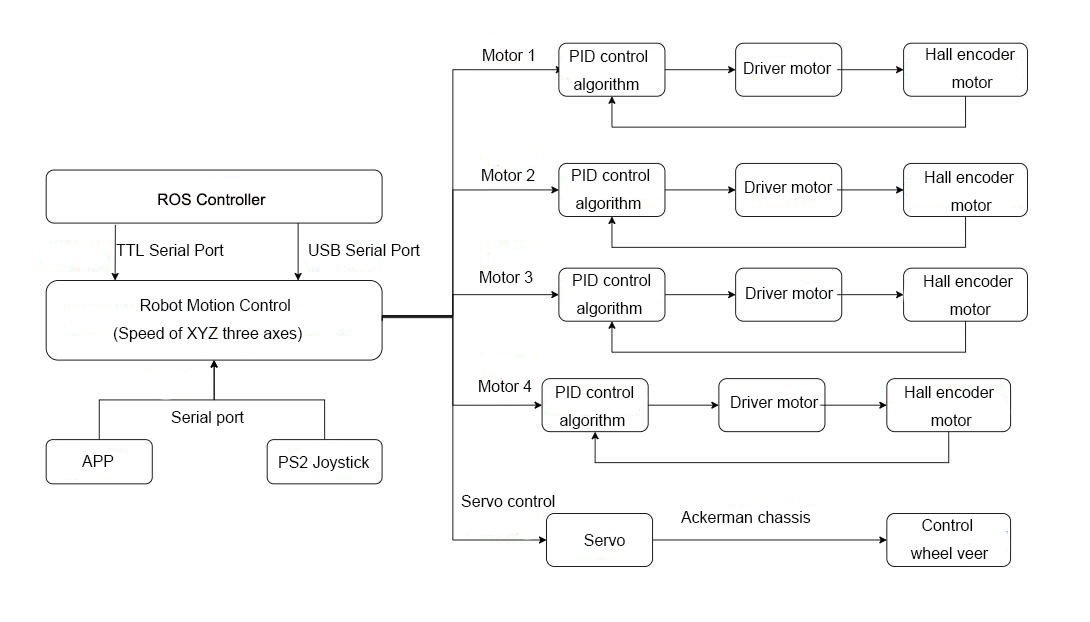 Motor 1
PID control
algorithm
Driver motor
Hall encoder
motor
Motor 2
PID control
algorithm
Driver motor
Hall encoder
motor
ROS Controller
TTL Serial Port
USB Serial Port
Motor 3
PID control
algorithm
Driver motor
Hall encoder
motor
Robot Motion Control
(Speed of XYZ three axes)
Motor 4
PID control
algorithm
Driver motor
Hall encoder
motor
Serial port
APP
PS2 Joystick
Servo control
Servo
Ackerman chassis
Control
wheel veer